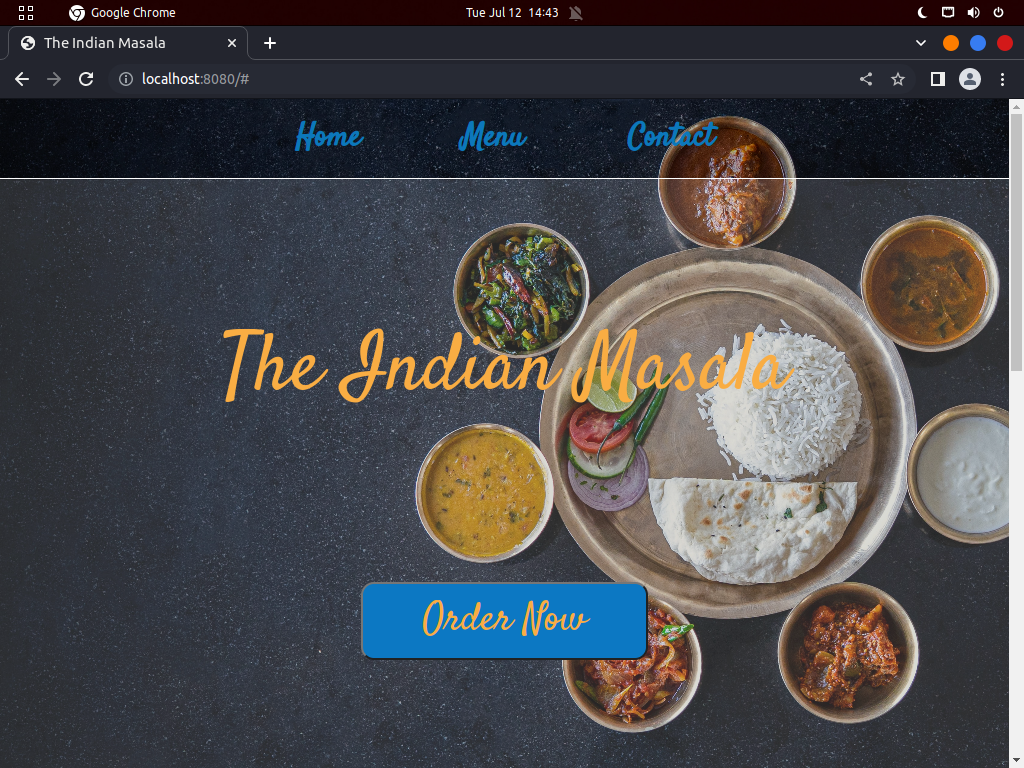 Google Chrome
Tue Jul 12 14:43
The Indian Masala
localhost:8080/#
Home Menu Contact
The Indian Masala
Order Now